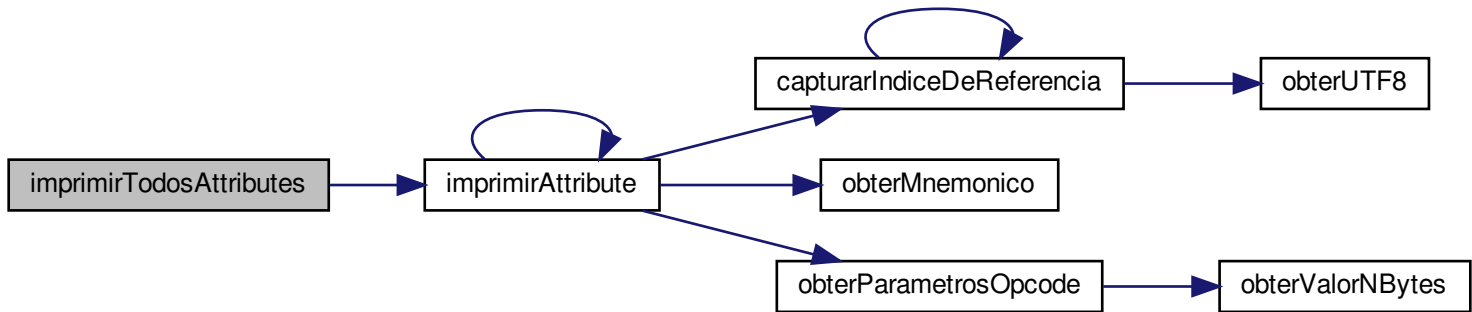 imprimirTodosAttributes
imprimirAttribute
capturarIndiceDeReferencia
obterUTF8
obterMnemonico
obterParametrosOpcode
obterValorNBytes